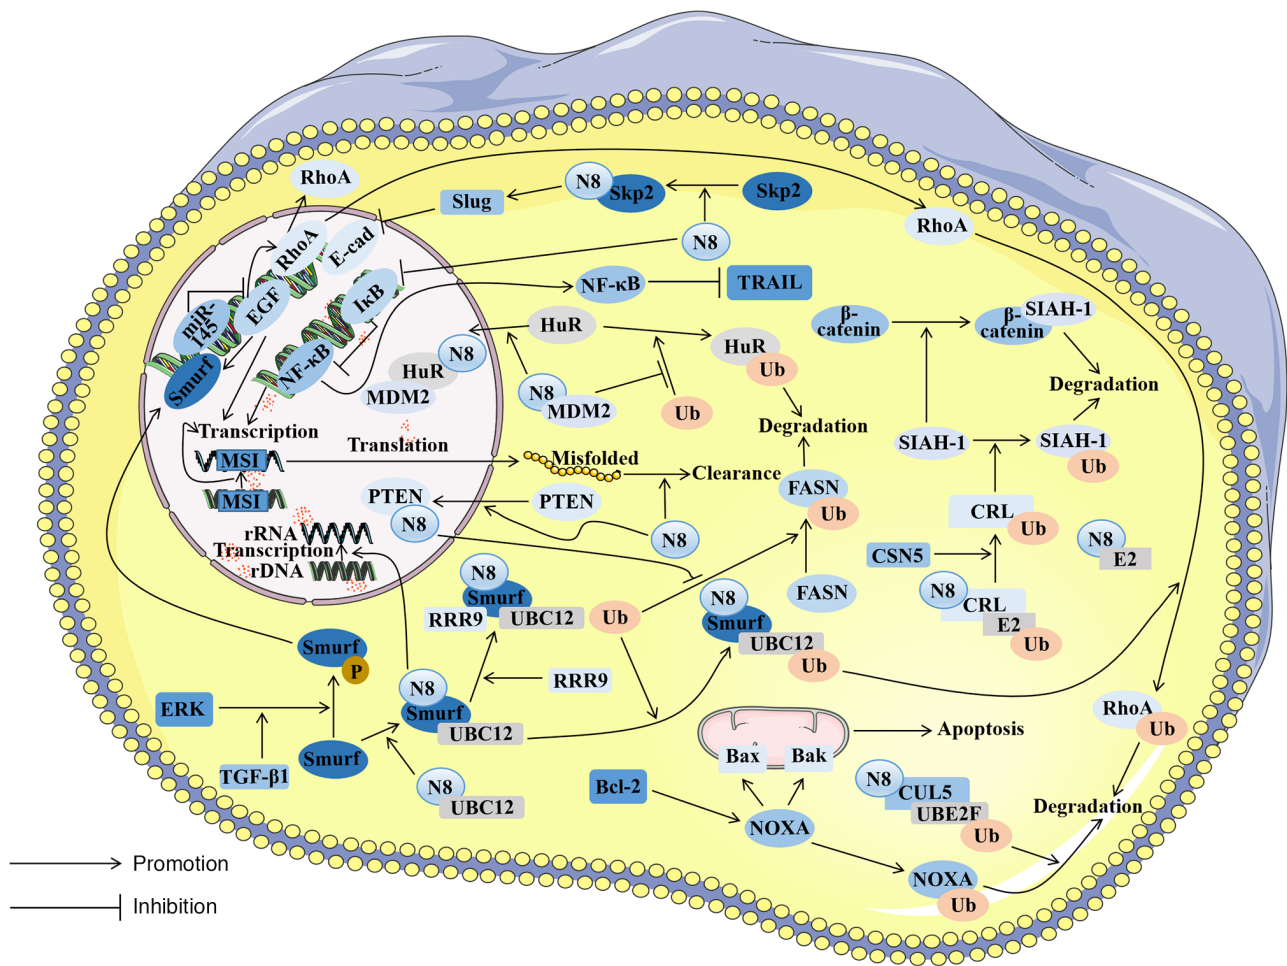 RhoA
N8
Skp2
Skp2
Slug
N8
RhoA
RhoA
E-cad
miR-
145
EGF
IκB
NF-κB
Smurf
NF-κB
TRAIL
HuR
N8
HuR
MDM2
N8
MDM2
Ub
HuR
Ub
Degradation
β-
catenin
β-
catenin
SIAH-1
Degradation
SIAH-1
SIAH-1
Ub
Transcription
Translation
MSI
MSI
Misfolded
Clearance
PTEN
N8
PTEN
N8
FASN
Ub
FASN
CRL
Ub
CSN5
N8
CRL
E2
Ub
N8
E2
rRNA
Transcription
rDNA
N8
Smurf
RRR9
UBC12
Ub
N8
Smurf
UBC12
Ub
RRR9
Smurf
P
ERK
TGF-β1
Smurf
N8
Smurf
UBC12
N8
UBC12
RhoA
Ub
Bax
Bak
Apoptosis
Bcl-2
NOXA
N8
CUL5
UBE2F
Ub
Degradation
NOXA
Ub
Promotion
Inhibition